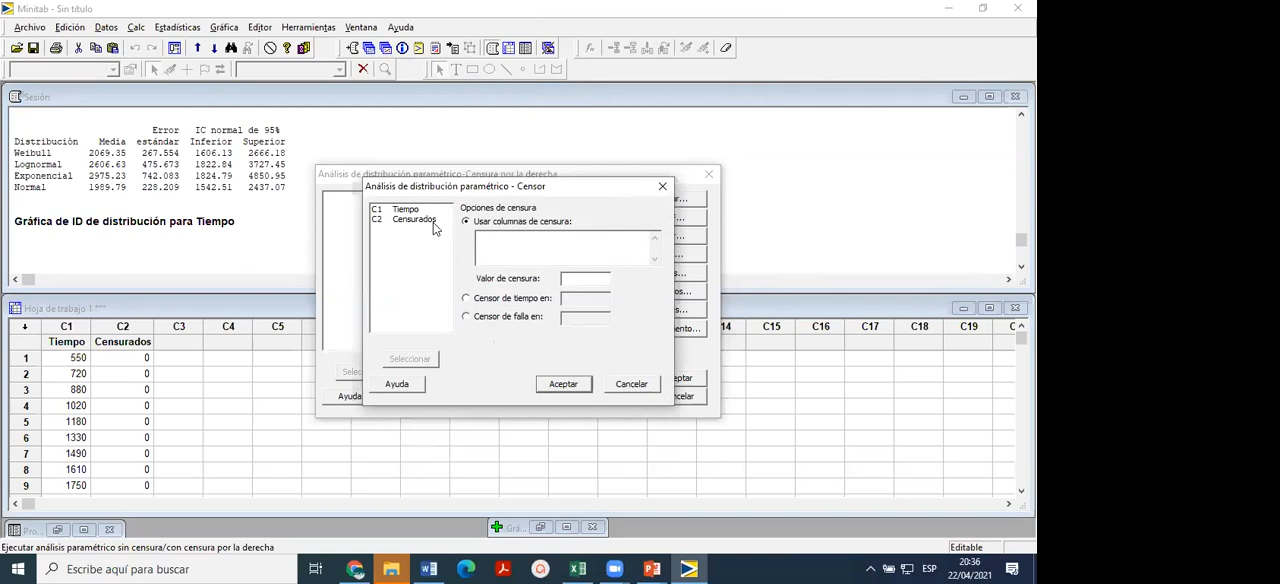 Minitab - Sin título
Archivo Edición Datos Calc Estadísticas Gráfica Editor Herramientas Ventana Ayuda
Sesión
Error IC normal de 95%
Distribución Media estándar Inferior Superior
Weibull 2069.35 267.554 1606.13 2666.18
Lognormal 2606.63 475.673 1822.84 3727.45
Exponencial 2975.23 742.083 1824.79 4850.95
Normal 1989.79 228.209 1542.51 2437.07
Gráfica de ID de distribución para Tiempo
Análisis de distribución paramétrico-Censura por la derecha
Análisis de distribución paramétrico - Censor
C1 Tiempo
C2 Censurados
Opciones de censura:
Usar columnas de censura:
Valor de censura:
Censor de tiempo en:
Censor de falla en:
Seleccionar
Ayuda Aceptar Cancelar
Ayuda
Hoja de trabajo 1 ***
C1 C2 C3 C4 C5 C15 C16 C17 C18 C19
Tiempo Censurados
1 550 0
2 720 0
3 880 0
4 1020 0
5 1180 0
6 1330 0
7 1490 0
8 1610 0
9 1750 0
Pro... Grá...
Ejecutar análisis paramétrico sin censura/con censura por la derecha Editable
Escribe aquí para buscar
ESP
20:36
22/04/2021